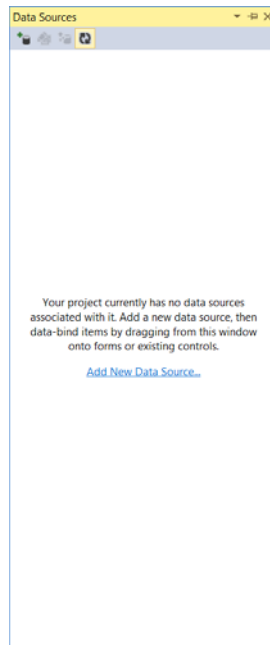 Data Sources
Your project currently has no data sources
associated with it. Add a new data source, then
data-bind items by dragging from this window
onto forms or existing controls.
Add New Data Source...